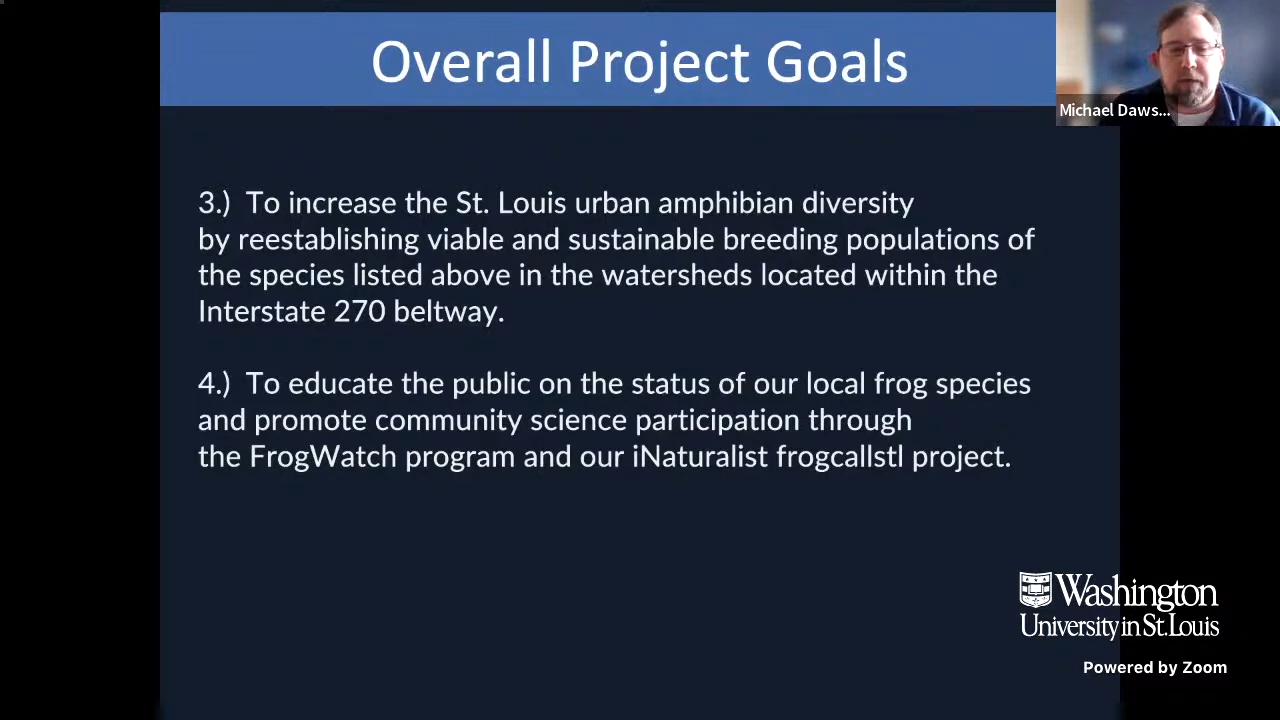 Overall Project Goals
Michael Daws...
3.) To increase the St. Louis urban amphibian diversity
by reestablishing viable and sustainable breeding populations of
the species listed above in the watersheds located within the
Interstate 270 beltway.
4.) To educate the public on the status of our local frog species
and promote community science participation through
the FrogWatch program and our iNaturalist frogcallstl project.
Washington
University in St. Louis
Powered by Zoom